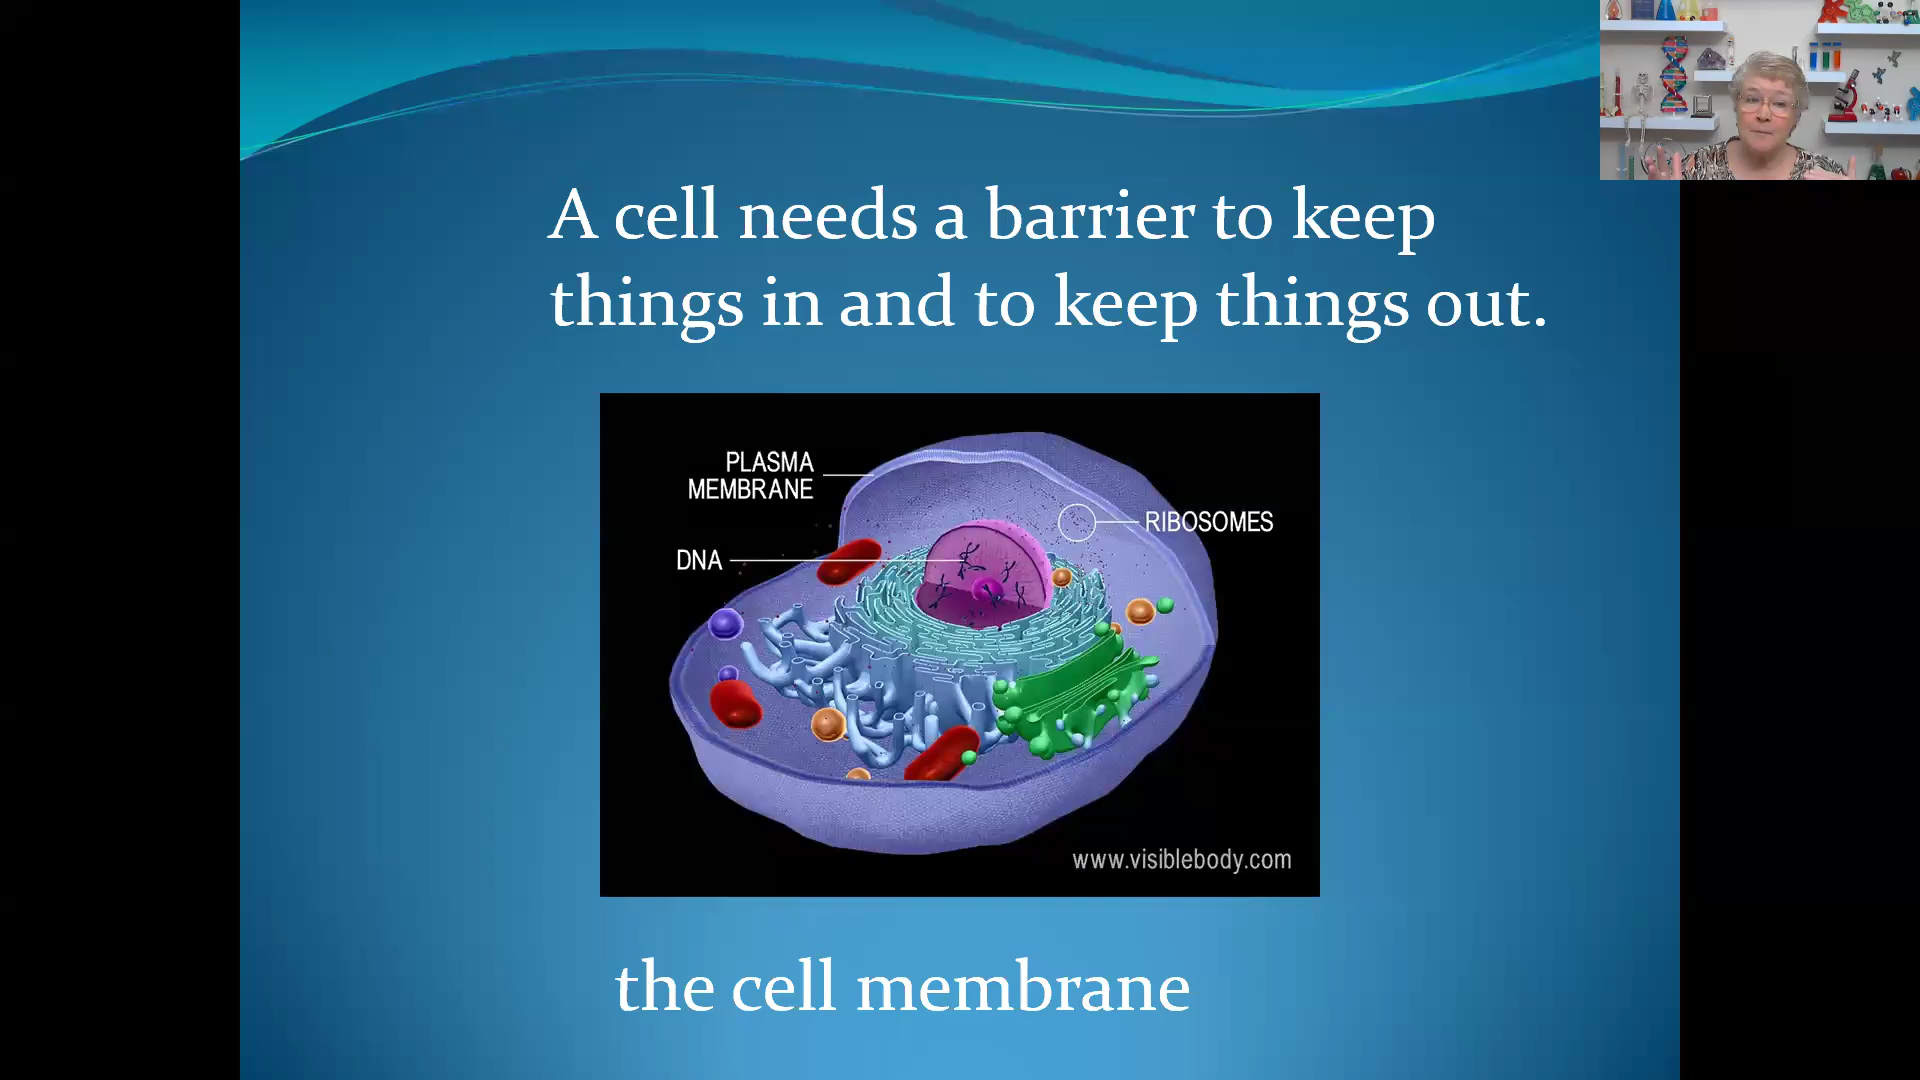 A cell needs a barrier to keep
things in and to keep things out.
PLASMA
MEMBRANE
RIBOSOMES
DNA
www.visiblebody.com
the cell membrane